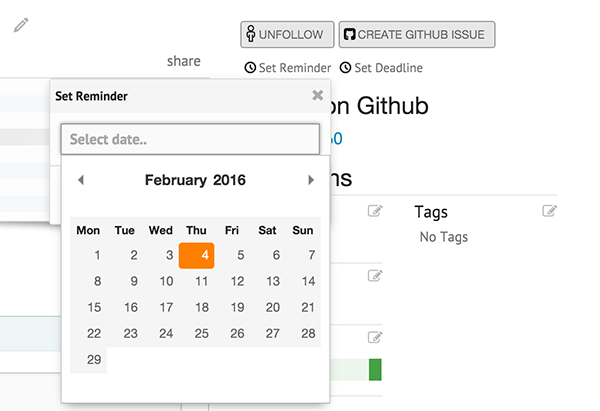 UNFOLLOW
CREATE GITHUB ISSUE
share
Set Reminder
Set Deadline
Set Reminder
on Github
Select date..
February 2016
Tags
No Tags
Mon Tue Wed Thu Fri Sat Sun
1 2 3 4 5 6 7
8 9 10 11 12 13 14
15 16 17 18 19 20 21
22 23 24 25 26 27 28
29